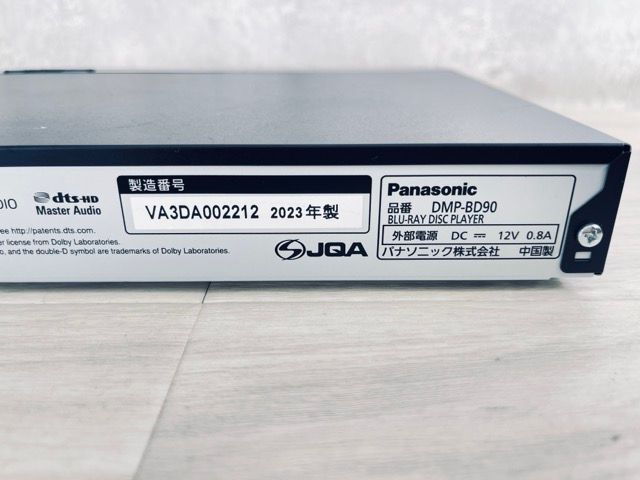 DIO
dts-HD
Master Audio
ee http://patents.dts.com.
er license from Dolby Laboratories.
o, and the double-D symbol are trademarks of Dolby Laboratories.
製造番号
VA3DA002212 2023年製
JQA
Panasonic
品番 DMP-BD90
BLU-RAY DISC PLAYER
外部電源 DC ⎓ 12V 0.8A
パナソニック株式会社 中国製